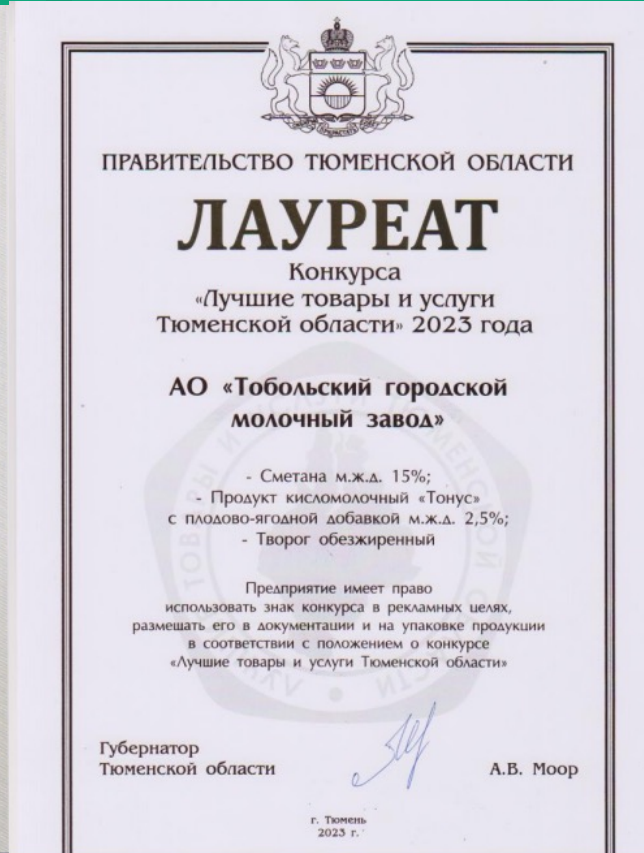 ПРАВИТЕЛЬСТВО ТЮМЕНСКОЙ ОБЛАСТИ
ЛАУРЕАТ
Конкурса
«Лучшие товары и услуги
Тюменской области» 2023 года
АО «Тобольский городской
молочный завод»
- Сметана м.ж.д. 15%;
- Продукт кисломолочный «Тонус»
с плодово-ягодной добавкой м.ж.д. 2,5%;
- Творог обезжиренный
Предприятие имеет право
использовать знак конкурса в рекламных целях,
размещать его в документации и на упаковке продукции
в соответствии с положением о конкурсе
«Лучшие товары и услуги Тюменской области»
Губернатор
Тюменской области
А.В. Моор
г. Тюмень
2023 г.